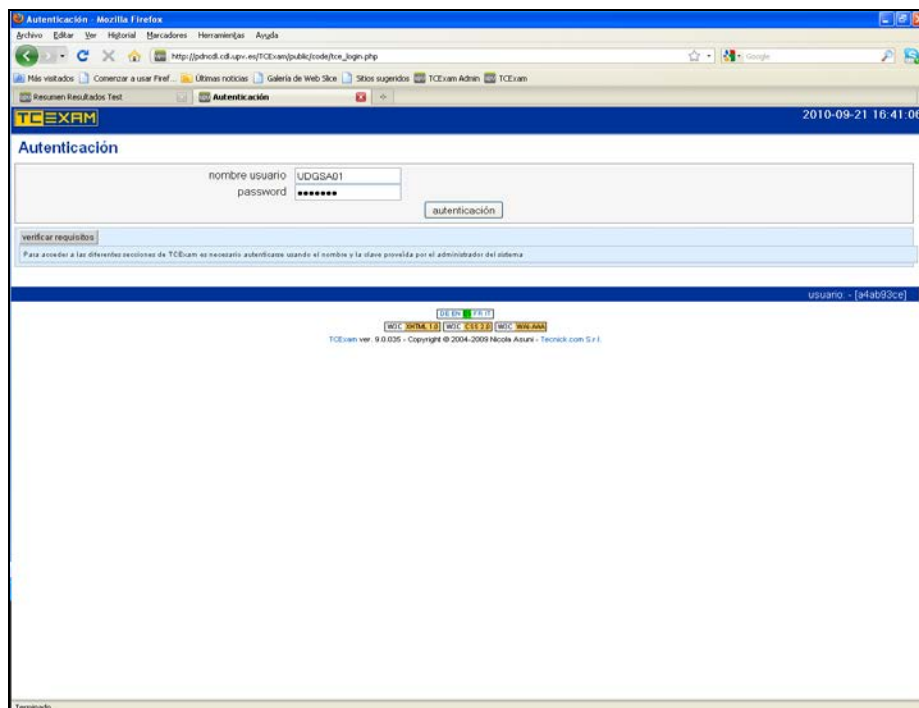 Autenticación - Mozilla Firefox
Archivo Editar Ver Historial Marcadores Herramientas Ayuda
http://pdncdl.cdl.upv.es/TCExam/public/code/tce_login.php Google
Más visitados Comenzar a usar Firef... Últimas noticias Galería de Web Slice Sitios sugeridos TCExam Admin TCExam
Resumen Resultados Test Autenticación
TCEXAM 2010-09-21 16:41:06
Autenticación
nombre usuario UDGSA01
password •••••••
autenticación
verificar requisitos
Para acceder a las diferentes secciones de TCExam es necesario autenticarse usando el nombre y la clave proveída por el administrador del sistema
usuario: - [a4ab93ce]
DE EN FR IT
W3C XHTML 1.0 W3C CSS 2.0 W3C WAI-AAA
TCExam ver. 9.0.035 - Copyright © 2004-2009 Nicola Asuni - Tecnick.com S.r.l.
Terminado